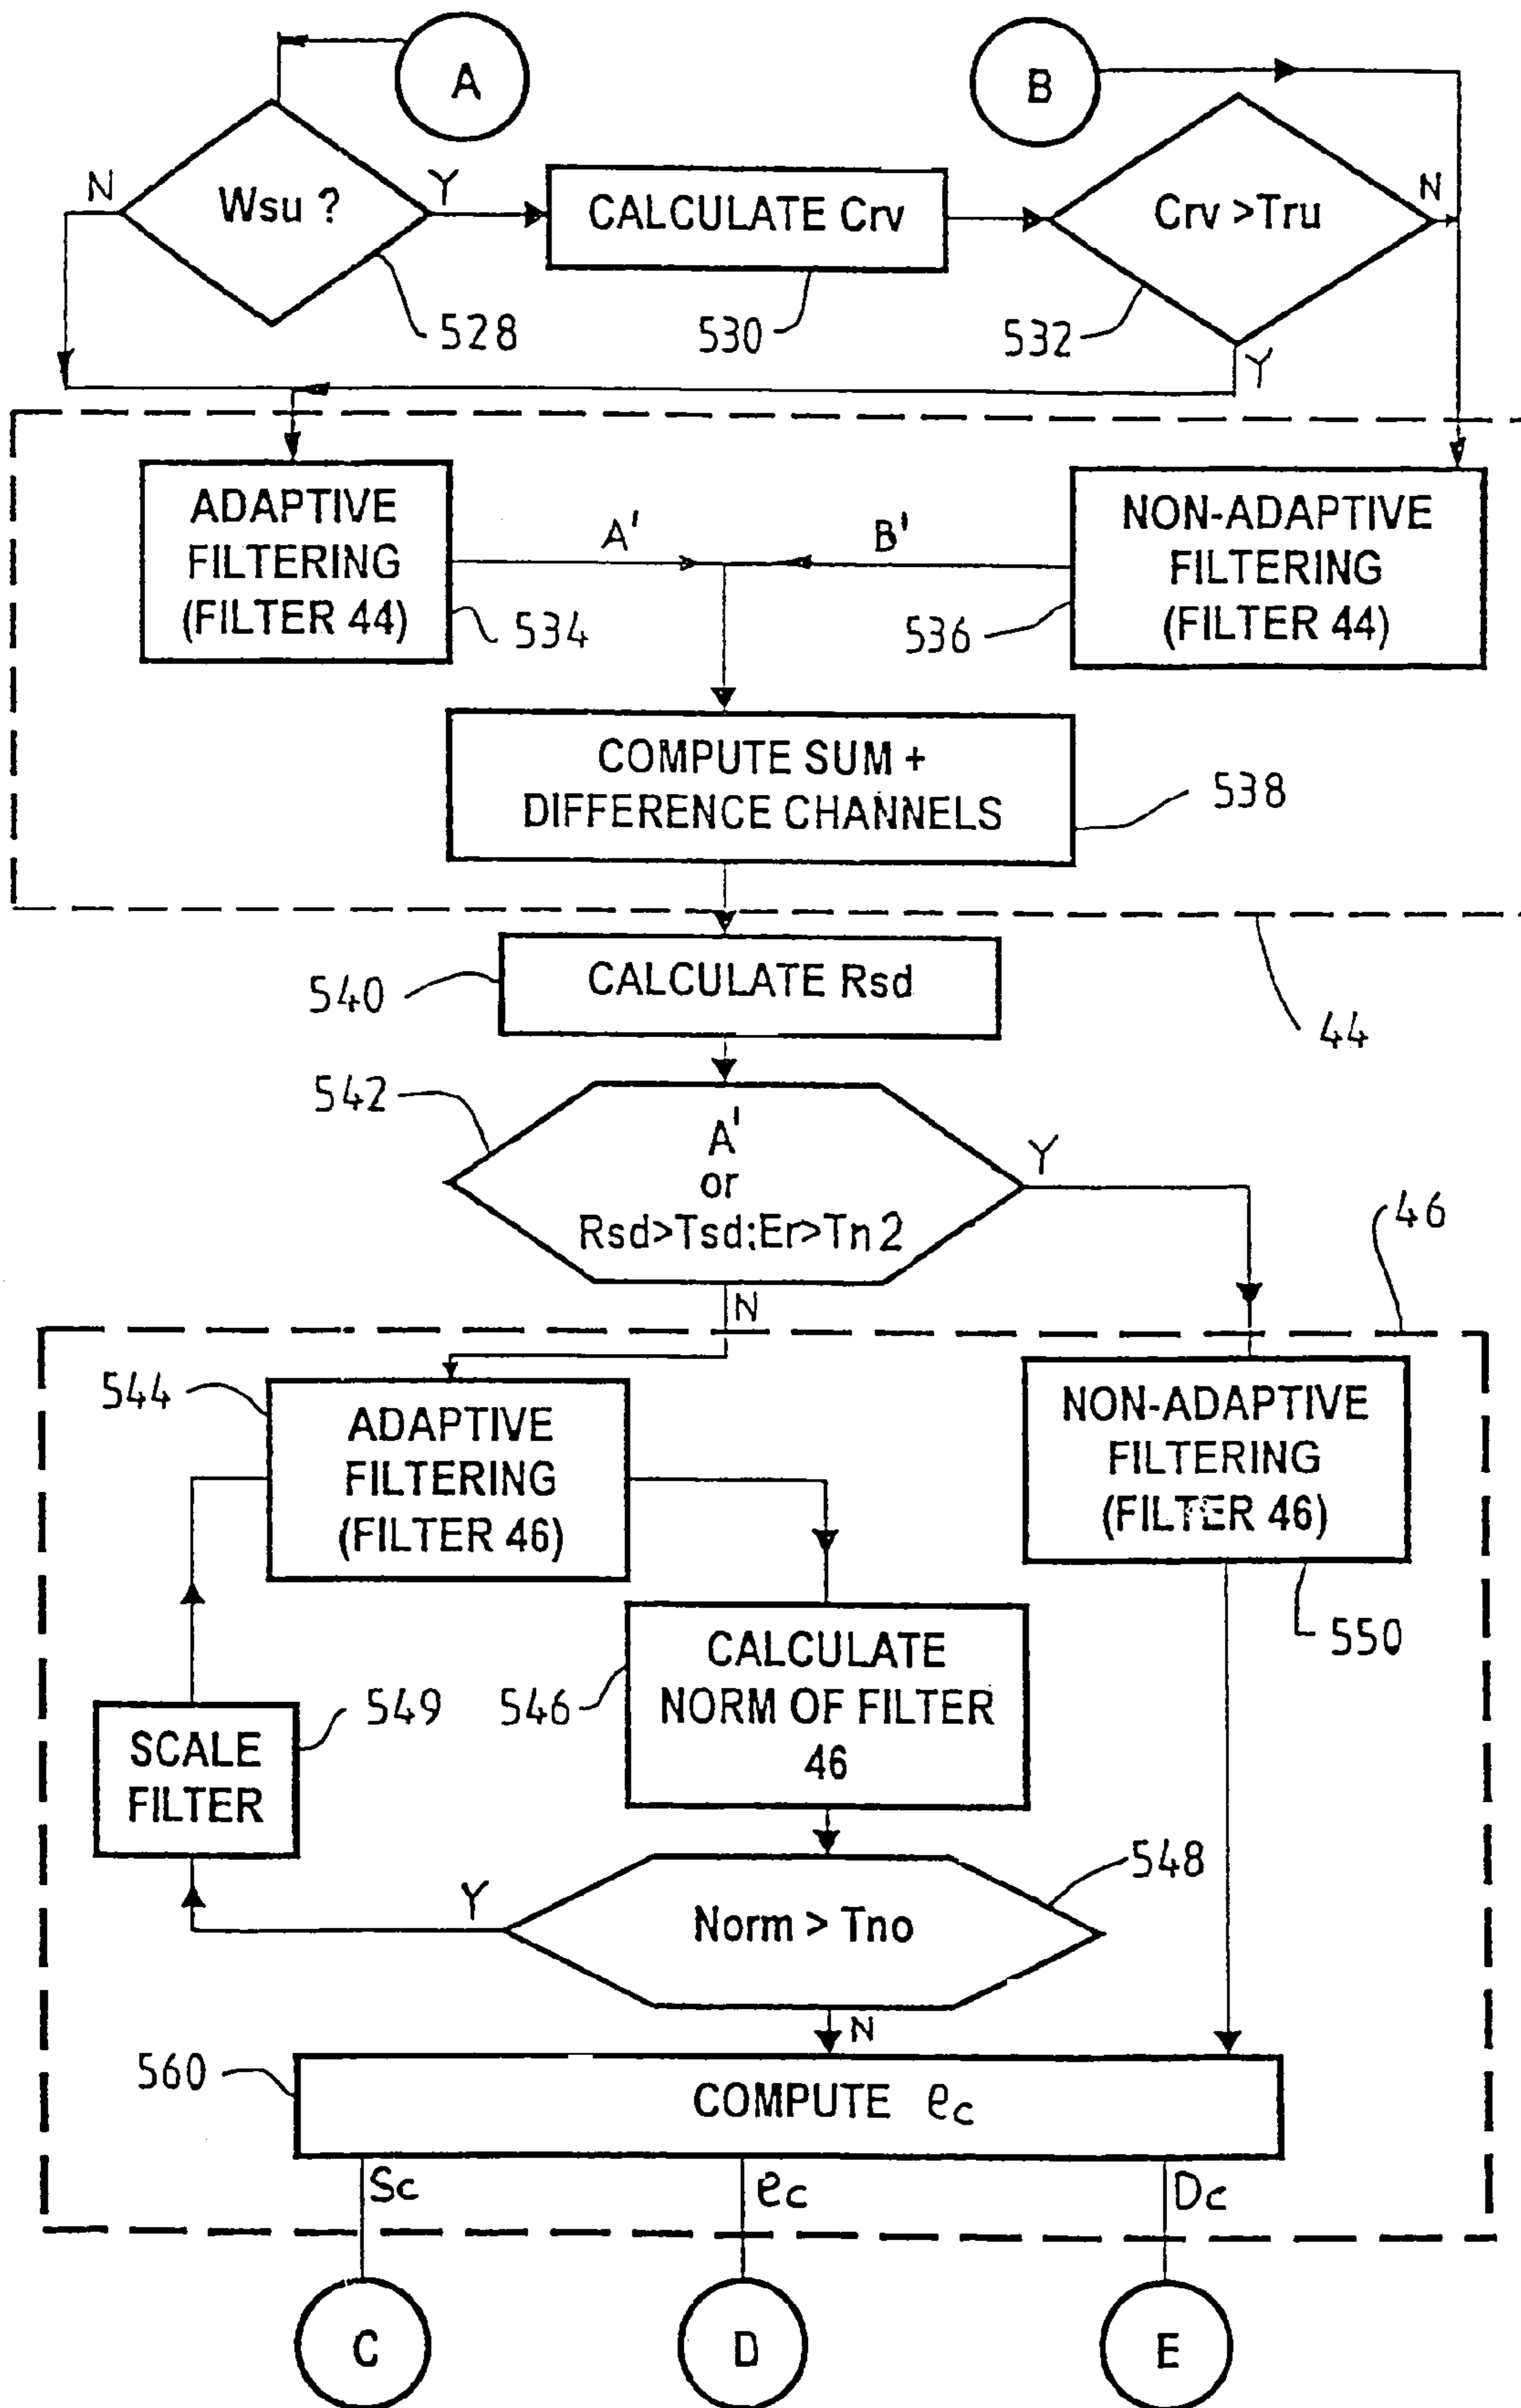 A
B
N
Wsu ?
Y
CALCULATE Crv
Crv >Tru
N
528
530
532
Y
ADAPTIVE
FILTERING
(FILTER 44)
A'
B'
NON-ADAPTIVE
FILTERING
(FILTER 44)
534
536
COMPUTE SUM +
DIFFERENCE CHANNELS
538
540
CALCULATE Rsd
44
542
A'
or
Rsd>Tsd;Er>Tn2
Y
N
46
544
ADAPTIVE
FILTERING
(FILTER 46)
NON-ADAPTIVE
FILTERING
(FILTER 46)
550
549
546
CALCULATE
NORM OF FILTER
46
SCALE
FILTER
548
Y
Norm > Tno
N
560
COMPUTE ec
Sc
ec
Dc
C
D
E